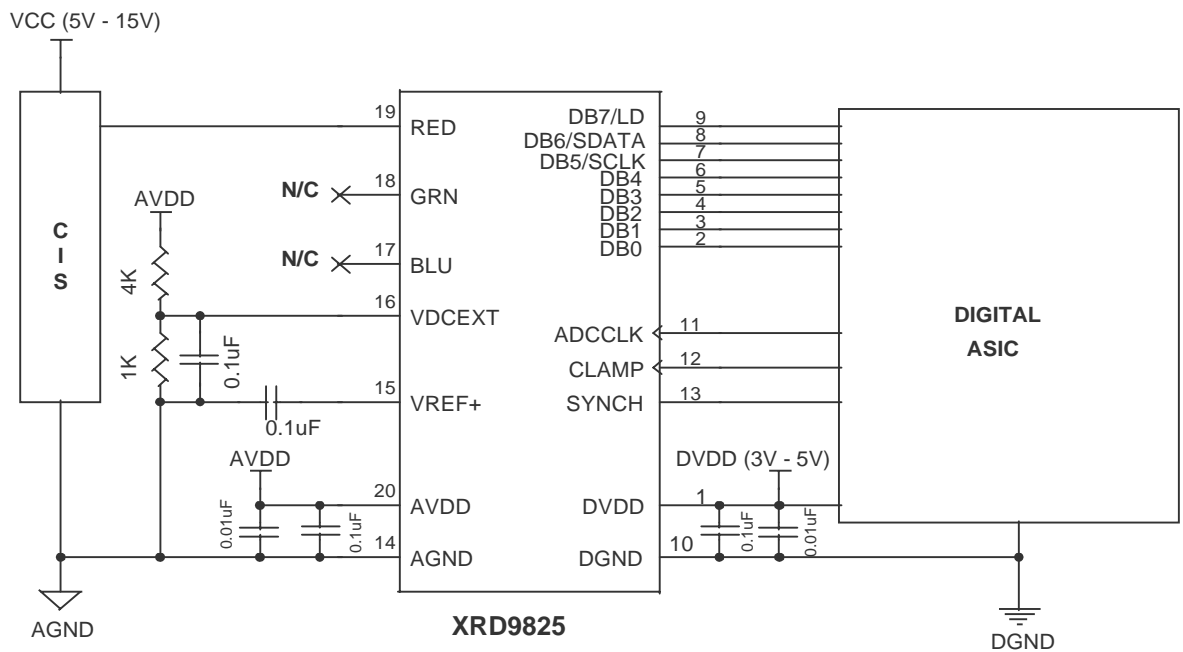 VCC (5V - 15V)
C
I
S
19
RED
N/C
18
GRN
N/C
17
BLU
AVDD
4K
16
VDCEXT
1K
0.1uF
15
VREF+
0.1uF
AVDD
20
AVDD
0.01uF
0.1uF
14
AGND
AGND
DB7/LD
9
DB6/SDATA
8
DB5/SCLK
7
DB4
6
DB3
5
DB2
4
DB1
3
DB0
2
ADCCLK
11
CLAMP
12
SYNCH
13
DVDD (3V - 5V)
DVDD
1
0.1uF
0.01uF
DGND
10
DIGITAL
ASIC
DGND
XRD9825